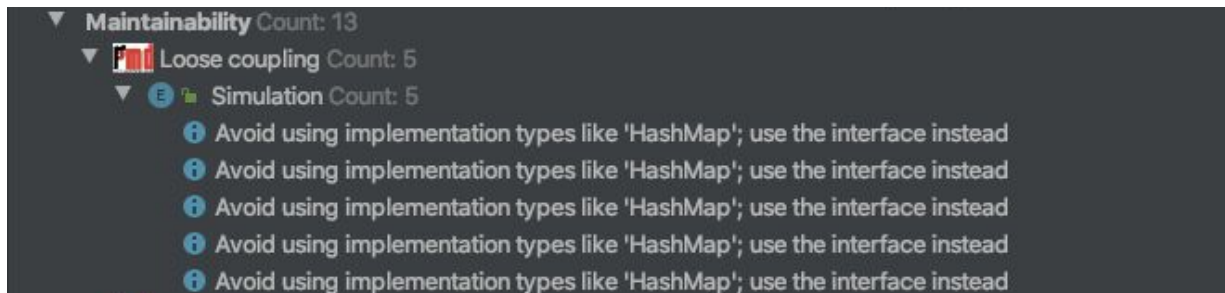 Maintainability Count: 13
Pmd Loose coupling Count: 5
E Simulation Count: 5
Avoid using implementation types like 'HashMap'; use the interface instead
Avoid using implementation types like 'HashMap'; use the interface instead
Avoid using implementation types like 'HashMap'; use the interface instead
Avoid using implementation types like 'HashMap'; use the interface instead
Avoid using implementation types like 'HashMap'; use the interface instead